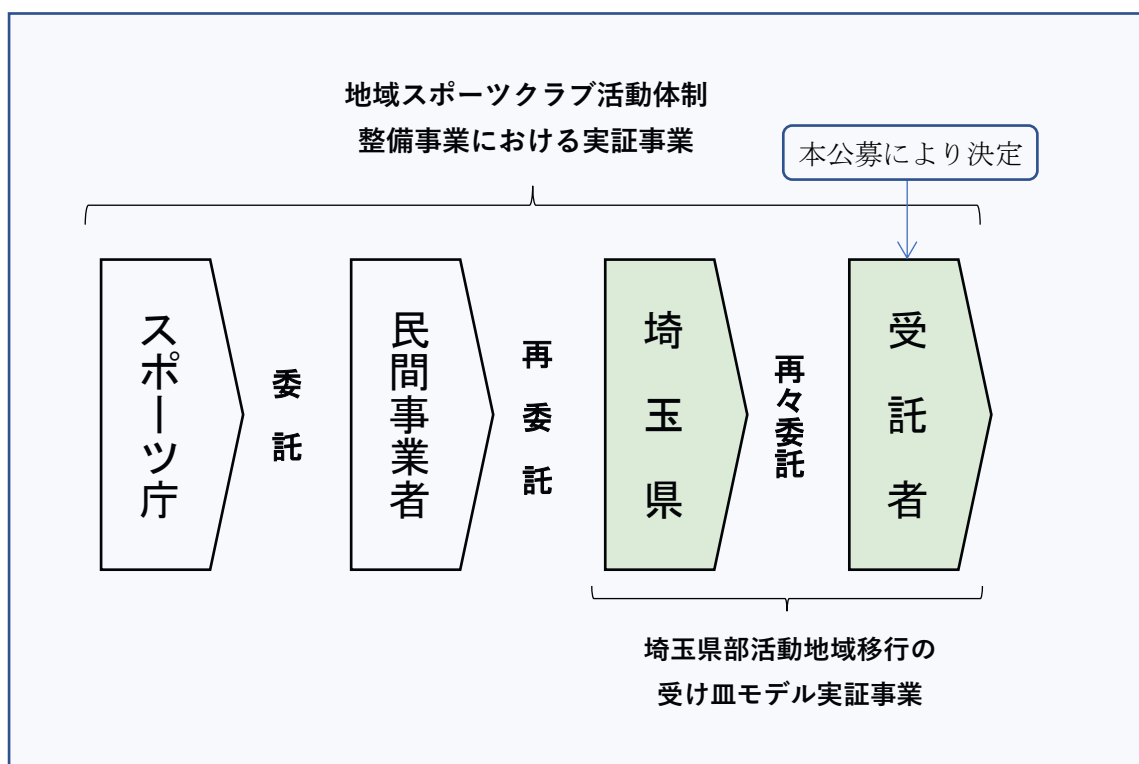 地域スポーツクラブ活動体制
整備事業における実証事業
本公募により決定
スポーツ庁
委託
民間事業者
再委託
埼玉県
再々委託
受託者
埼玉県部活動地域移行の
受け皿モデル実証事業